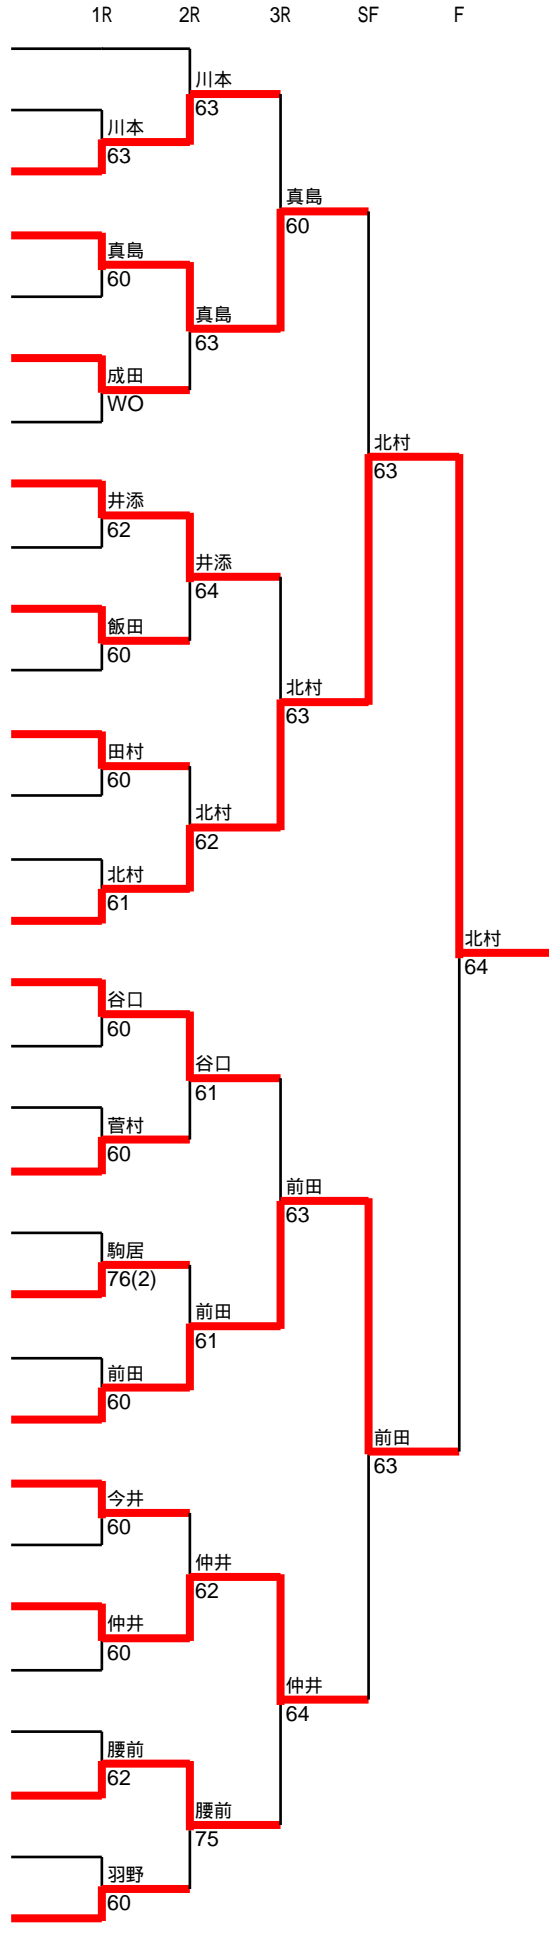 1R 2R 3R SF F
川本
63
川本
63
真島
60
真島
60
真島
63
成田
WO
北村
63
井添
62
井添
64
飯田
60
北村
63
田村
60
北村
62
北村
61
北村
64
谷口
60
谷口
61
菅村
60
前田
63
駒居
76(2)
前田
61
前田
60
前田
63
今井
60
仲井
62
仲井
60
仲井
64
腰前
62
腰前
75
羽野
60